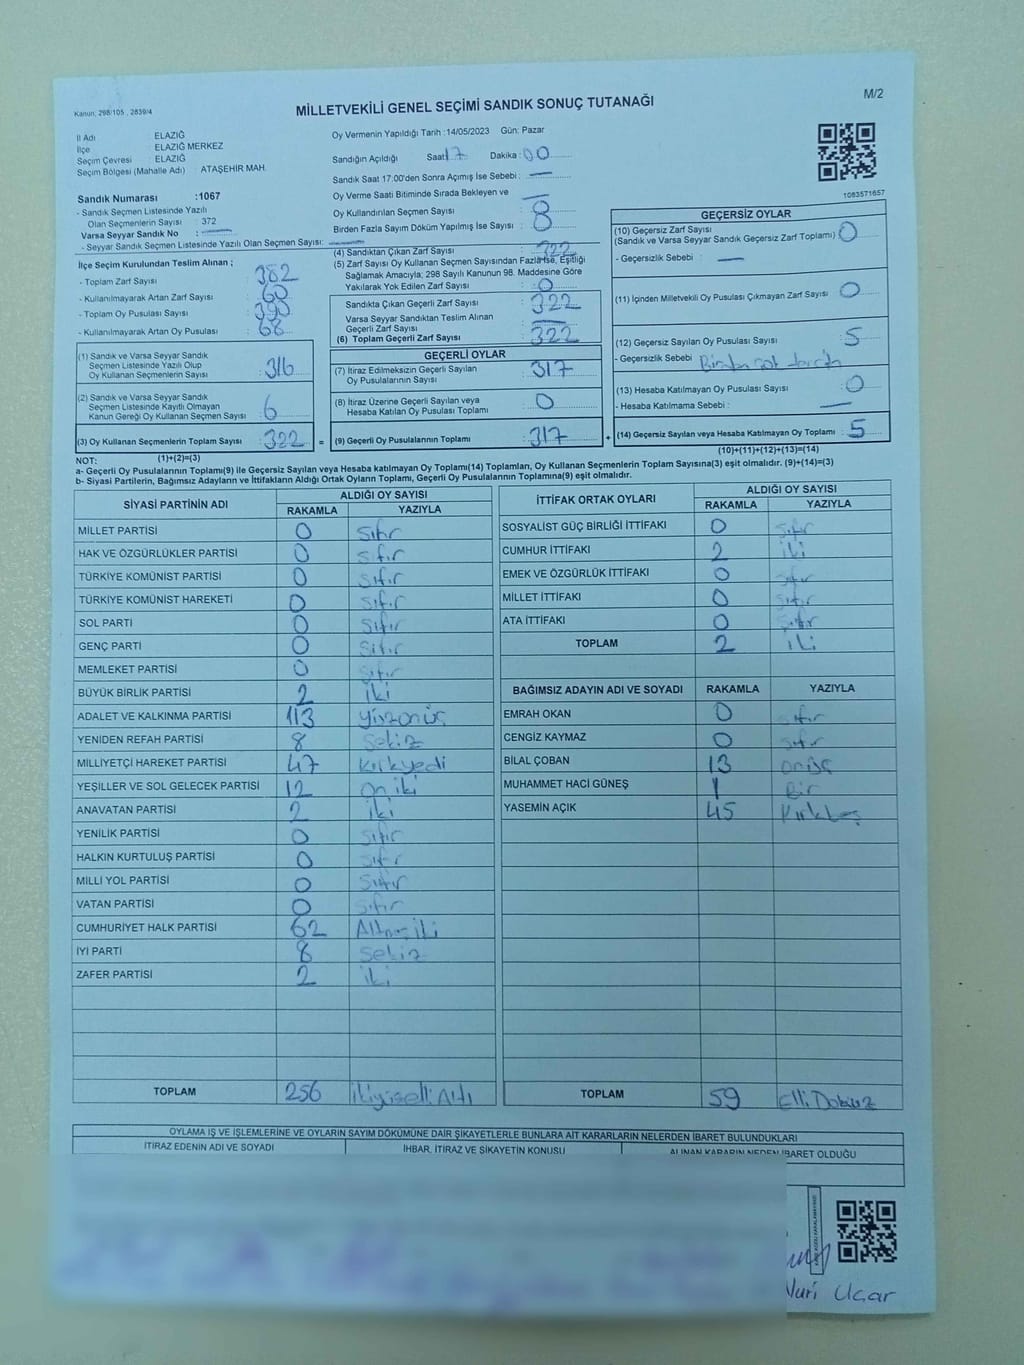 Kanun: 298/105 , 2839/4
MİLLETVEKİLİ GENEL SEÇİMİ SANDIK SONUÇ TUTANAĞI
M/2
İl Adı ELAZIĞ
İlçe ELAZIĞ MERKEZ
Seçim Çevresi : ELAZIĞ
Seçim Bölgesi (Mahalle Adı) ATAŞEHİR MAH.
Oy Vermenin Yapıldığı Tarih : 14/05/2023 Gün: Pazar
Sandığın Açıldığı Saat 17 Dakika : 00
Sandık Saat 17:00'den Sonra Açımış İse Sebebi : —
Oy Verme Saati Bitiminde Sırada Bekleyen ve
Oy Kullandırılan Seçmen Sayısı —
Birden Fazla Sayım Döküm Yapılmış İse Sayısı : 8
1083571657
Sandık Numarası :1067
- Sandık Seçmen Listesinde Yazılı
Olan Seçmenlerin Sayısı : 372
Varsa Seyyar Sandık No : —
- Seyyar Sandık Seçmen Listesinde Yazılı Olan Seçmen Sayısı: —
İlçe Seçim Kurulundan Teslim Alınan ;
- Toplam Zarf Sayısı : 382
- Kullanılmayarak Artan Zarf Sayısı : 60
- Toplam Oy Pusulası Sayısı : 390
- Kullanılmayarak Artan Oy Pusulası : 68
(1) Sandık ve Varsa Seyyar Sandık
Seçmen Listesinde Yazılı Olup
Oy Kullanan Seçmenlerin Sayısı : 316
(2) Sandık ve Varsa Seyyar Sandık
Seçmen Listesinde Kayıtlı Olmayan
Kanun Gereği Oy Kullanan Seçmen Sayısı : 6
(3) Oy Kullanan Seçmenlerin Toplam Sayısı : 322 =
(4) Sandıktan Çıkan Zarf Sayısı : 322
(5) Zarf Sayısı Oy Kullanan Seçmen Sayısından Fazla İse, Eşitliği
Sağlamak Amacıyla; 298 Sayılı Kanunun 98. Maddesine Göre
Yakılarak Yok Edilen Zarf Sayısı : 0
Sandıkta Çıkan Geçerli Zarf Sayısı : 322
Varsa Seyyar Sandıktan Teslim Alınan
Geçerli Zarf Sayısı : —
(6) Toplam Geçerli Zarf Sayısı : 322
GEÇERLİ OYLAR
(7) İtiraz Edilmeksizin Geçerli Sayılan
Oy Pusulalarının Sayısı : 317
(8) İtiraz Üzerine Geçerli Sayılan veya
Hesaba Katılan Oy Pusulası Toplamı : 0
(9) Geçerli Oy Pusulalarının Toplamı : 317 +
GEÇERSİZ OYLAR
(10) Geçersiz Zarf Sayısı
(Sandık ve Varsa Seyyar Sandık Geçersiz Zarf Toplamı) : 0
- Geçersizlik Sebebi : —
(11) İçinden Milletvekili Oy Pusulası Çıkmayan Zarf Sayısı : 0
(12) Geçersiz Sayılan Oy Pusulası Sayısı : 5
- Geçersizlik Sebebi :
(13) Hesaba Katılmayan Oy Pusulası Sayısı : 0
- Hesaba Katılmama Sebebi : —
(14) Geçersiz Sayılan veya Hesaba Katılmayan Oy Toplamı : 5
NOT: (1)+(2)=(3)
(10)+(11)+(12)+(13)=(14)
a- Geçerli Oy Pusulalarının Toplamı(9) ile Geçersiz Sayılan veya Hesaba katılmayan Oy Toplamı(14) Toplamları, Oy Kullanan Seçmenlerin Toplam Sayısına(3) eşit olmalıdır. (9)+(14)=(3)
b- Siyasi Partilerin, Bağımsız Adayların ve İttifakların Aldığı Ortak Oyların Toplamı, Geçerli Oy Pusulalarının Toplamına(9) eşit olmalıdır.
SİYASİ PARTİNİN ADI ALDIĞI OY SAYISI
RAKAMLA YAZIYLA
MİLLET PARTİSİ 0 sıfır
HAK VE ÖZGÜRLÜKLER PARTİSİ 0 sıfır
TÜRKİYE KOMÜNİST PARTİSİ 0 sıfır
TÜRKİYE KOMÜNİST HAREKETİ 0 sıfır
SOL PARTİ 0 sıfır
GENÇ PARTİ 0 sıfır
MEMLEKET PARTİSİ 0 sıfır
BÜYÜK BİRLİK PARTİSİ 2 iki
ADALET VE KALKINMA PARTİSİ 113 yüzonüç
YENİDEN REFAH PARTİSİ 8 sekiz
MİLLİYETÇİ HAREKET PARTİSİ 47 kırkyedi
YEŞİLLER VE SOL GELECEK PARTİSİ 12 on iki
ANAVATAN PARTİSİ 2 iki
YENİLİK PARTİSİ 0 sıfır
HALKIN KURTULUŞ PARTİSİ 0 sıfır
MİLLİ YOL PARTİSİ 0 sıfır
VATAN PARTİSİ 0 sıfır
CUMHURİYET HALK PARTİSİ 62 Altmışiki
İYİ PARTİ 8 sekiz
ZAFER PARTİSİ 2 iki
TOPLAM 256 ikiyüzelli Altı
İTTİFAK ORTAK OYLARI ALDIĞI OY SAYISI
RAKAMLA YAZIYLA
SOSYALİST GÜÇ BİRLİĞİ İTTİFAKI 0 sıfır
CUMHUR İTTİFAKI 2 iki
EMEK VE ÖZGÜRLÜK İTTİFAKI 0 sıfır
MİLLET İTTİFAKI 0 sıfır
ATA İTTİFAKI 0 sıfır
TOPLAM 2 iki
BAĞIMSIZ ADAYIN ADI VE SOYADI RAKAMLA YAZIYLA
EMRAH OKAN 0 sıfır
CENGİZ KAYMAZ 0 sıfır
BİLAL ÇOBAN 13 onüç
MUHAMMET HACİ GÜNEŞ 1 Bir
YASEMİN AÇIK 45 kırkbeş
TOPLAM 59 Elli Dokuz
OYLAMA İŞ VE İŞLEMLERİNE VE OYLARIN SAYIM DÖKÜMÜNE DAİR ŞİKAYETLERLE BUNLARA AİT KARARLARIN NELERDEN İBARET BULUNDUKLARI
İTİRAZ EDENİN ADI VE SOYADI İHBAR, İTİRAZ VE ŞİKAYETİN KONUSU ALINAN KARARIN NEDEN İBARET OLDUĞU
Nuri Uçar